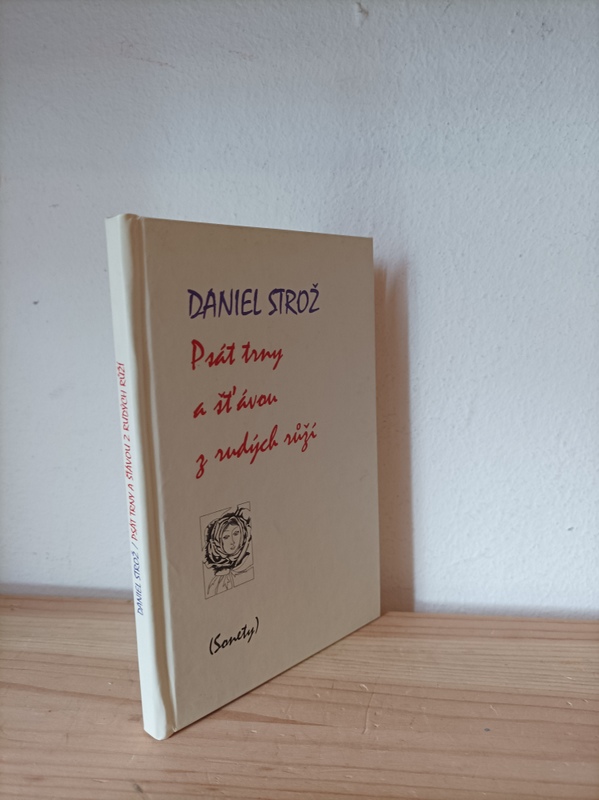 DANIEL STROŽ
Psát trny
a šťávou
z rudých růží
(Sonety)
DANIEL STROŽ / PSÁT TRNY A ŠŤÁVOU Z RUDÝCH RŮŽÍ